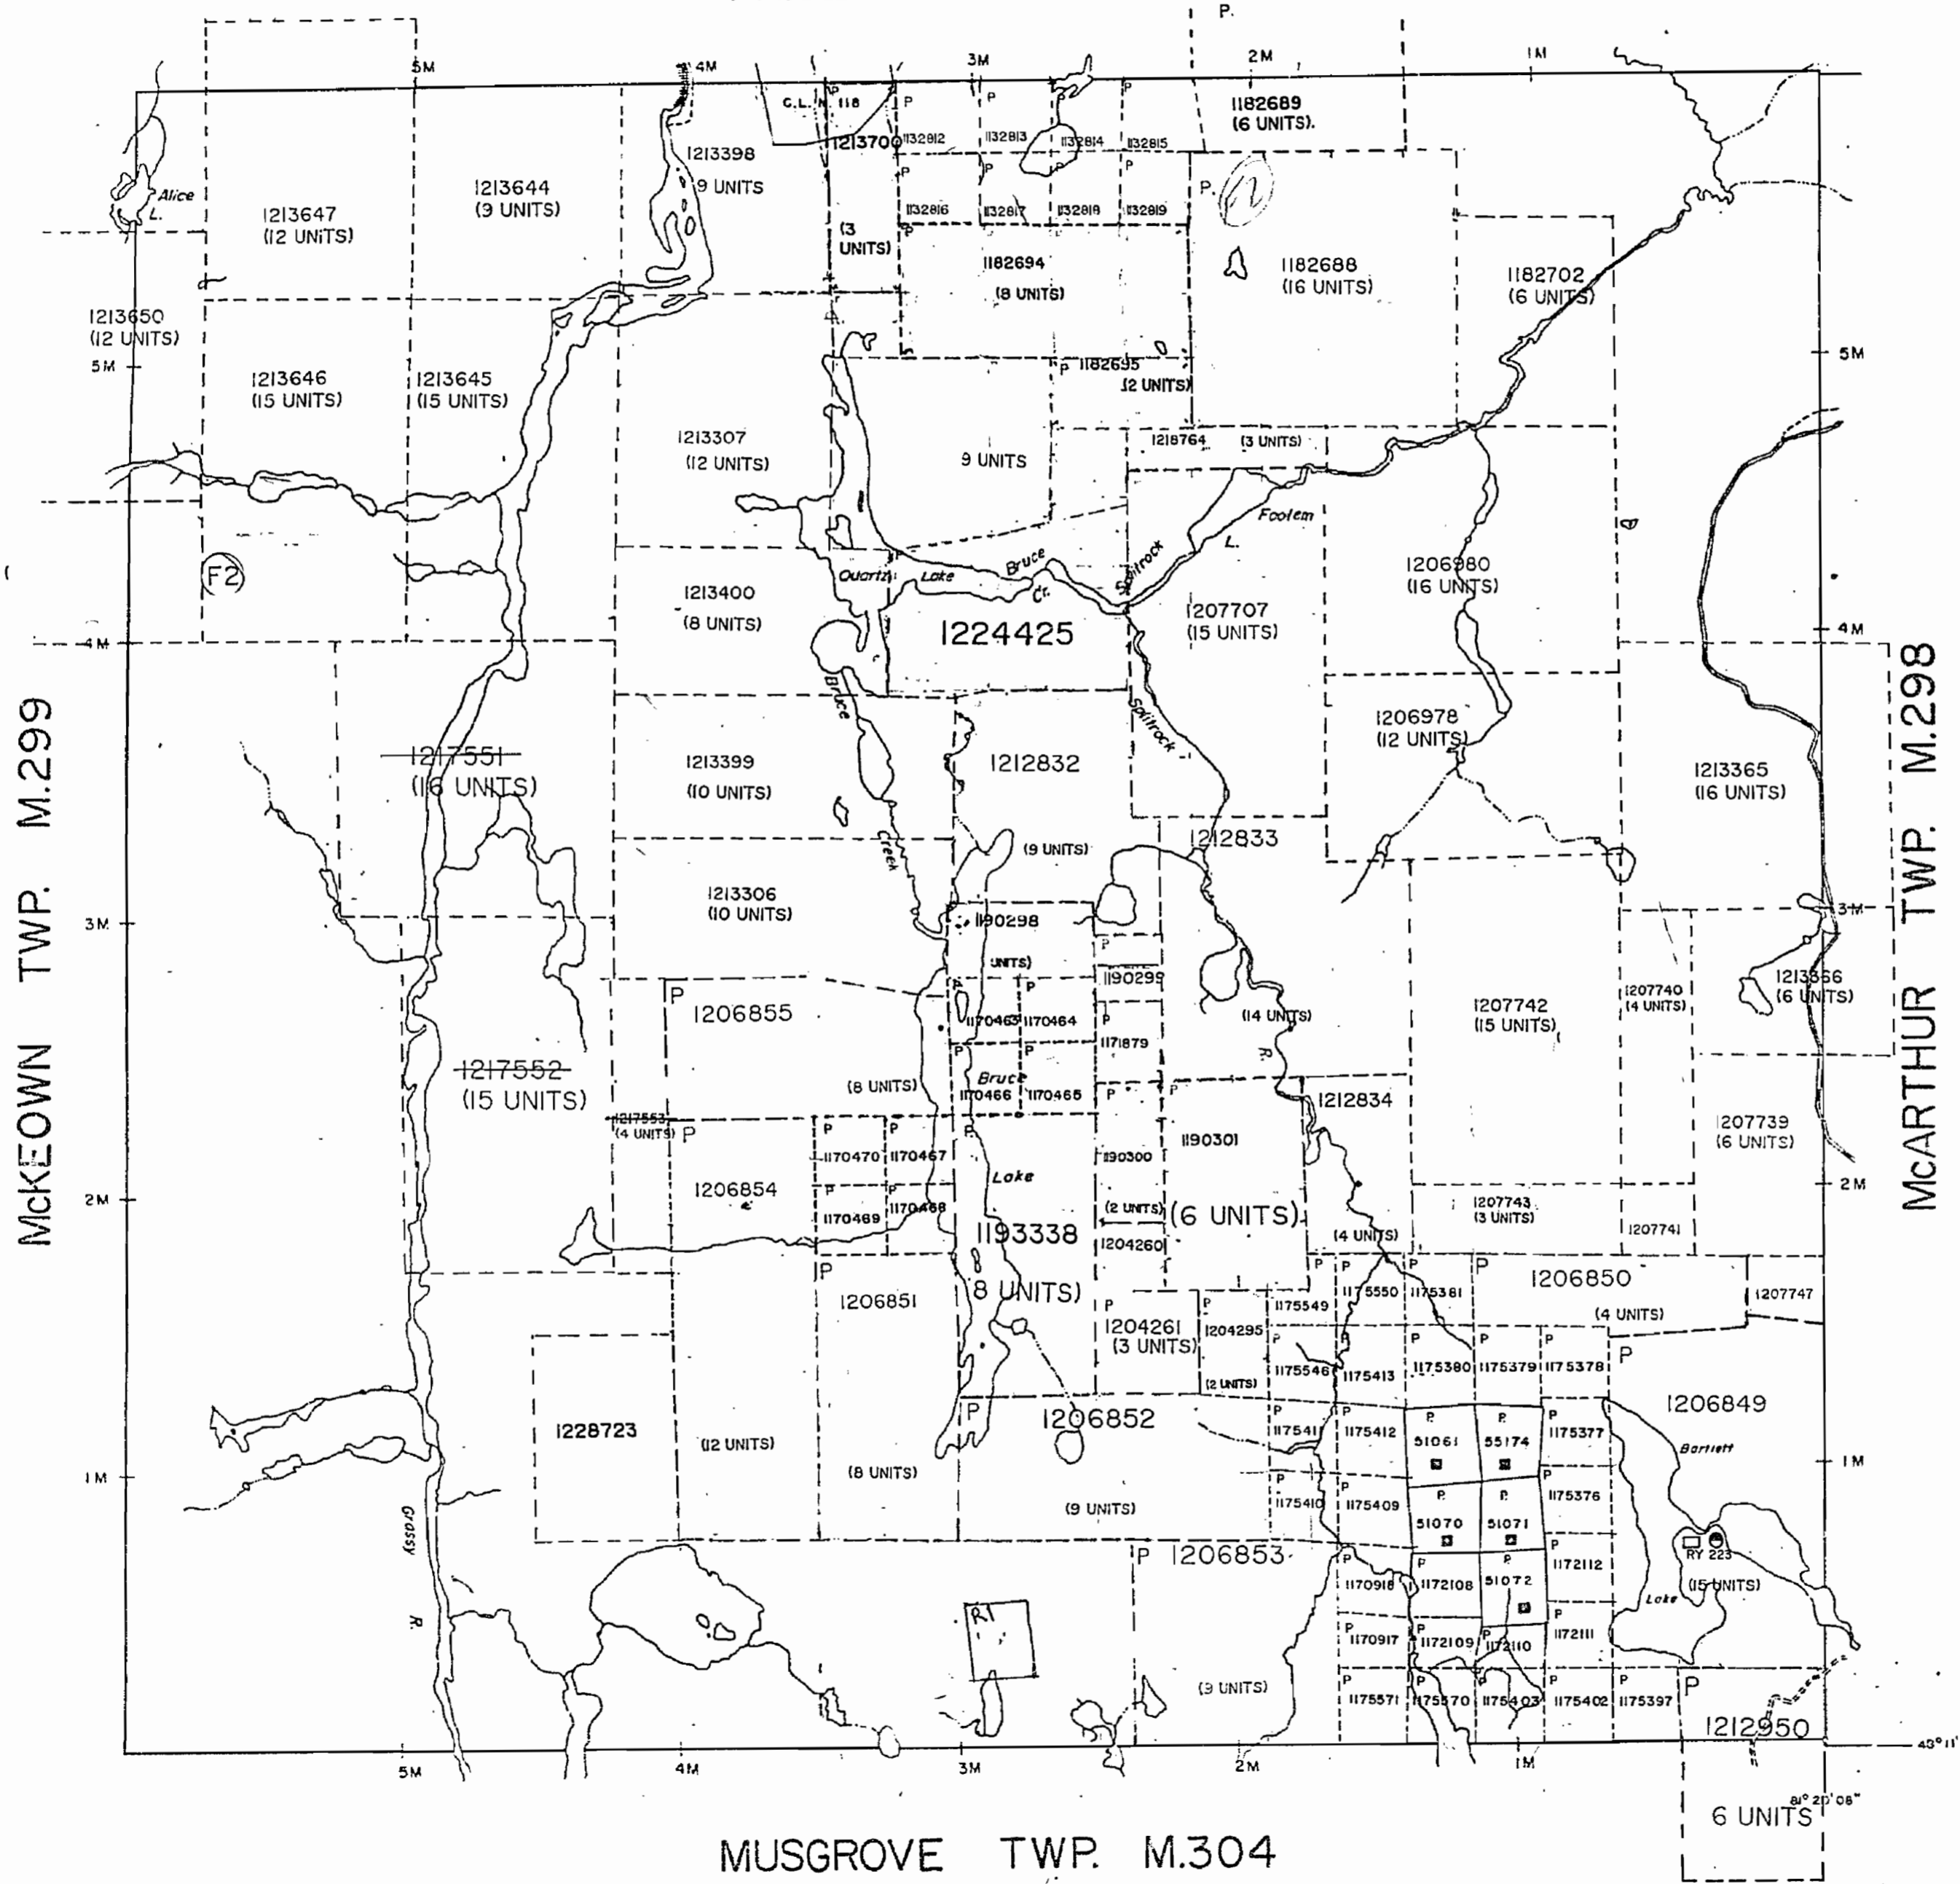 P.
5M
4M
3M
2M
1M
C.L. 118
1182689
(6 UNITS).
P
P
P
P
P
1213700
1132812
1132813
1132814
1132815
1213398
9 UNITS
1213644
(9 UNITS)
1213647
(12 UNITS)
Alice
L.
P
P
P
P
P.
1132816
1132817
1132818
1132819
(3
UNITS)
P
1182694
(8 UNITS)
1182688
(16 UNITS)
1182702
(6 UNITS)
1213650
(12 UNITS)
5M
5M
1213646
(15 UNITS)
1213645
(15 UNITS)
P
1182695
(2 UNITS)
1213307
(12 UNITS)
9 UNITS
1218764
(3 UNITS)
Foolem
L.
F2
Quartz
Lake
Bruce
Cr.
Splitrock
1206980
(16 UNITS)
1213400
(8 UNITS)
1224425
1207707
(15 UNITS)
4M
4M
McKEOWN TWP. M.299
McARTHUR TWP. M.298
Bruce
Creek
Splitrock
R.
1206978
(12 UNITS)
1217551
(16 UNITS)
1213399
(10 UNITS)
1212832
(9 UNITS)
1213365
(16 UNITS)
1212833
(14 UNITS)
1213306
(10 UNITS)
1190298
UNITS)
3M
3M
P
1190299
1207742
(15 UNITS)
1207740
(4 UNITS)
1213366
(6 UNITS)
P
1206855
(8 UNITS)
P
P
1170463
1170464
P
1171879
1217552
(15 UNITS)
P
P
Bruce
1170466
1170465
P
P
1212834
(4 UNITS)
1217553
(4 UNITS)
P
1206854
P
P
1170470
1170467
P
P
1170469
1170468
P.
Lake
1190300
(2 UNITS)
1190301
(6 UNITS)
1207739
(6 UNITS)
2M
2M
1207743
(3 UNITS)
1207741
1193338
8 UNITS)
1204260
P
1206851
(8 UNITS)
P
1204261
(3 UNITS)
P
1204295
(2 UNITS)
P
P
P
P
1175549
1175550
1175381
1206850
(4 UNITS)
1207747
P
P
P
P
P
1175546
1175413
1175380
1175379
1175378
P
1206849
1228723
(12 UNITS)
P
1206852
(9 UNITS)
P
P
P.
P.
P
1175411
1175412
51061
55174
1175377
Bartlett
1M
1M
P
P
P.
P.
1175410
1175409
51070
51071
1175376
Grassy
R.
P
1206853
(9 UNITS)
P
P
P
P
1170918
1172108
51072
1172112
RY 223
(15 UNITS)
Lake
R1
P
P
P
P
1170917
1172109
1172110
1172111
P
P
P
P
P
P
1175571
1175570
1175403
1175402
1175397
1212950
5M
4M
3M
2M
1M
81° 20' 08"
6 UNITS
MUSGROVE TWP. M.304